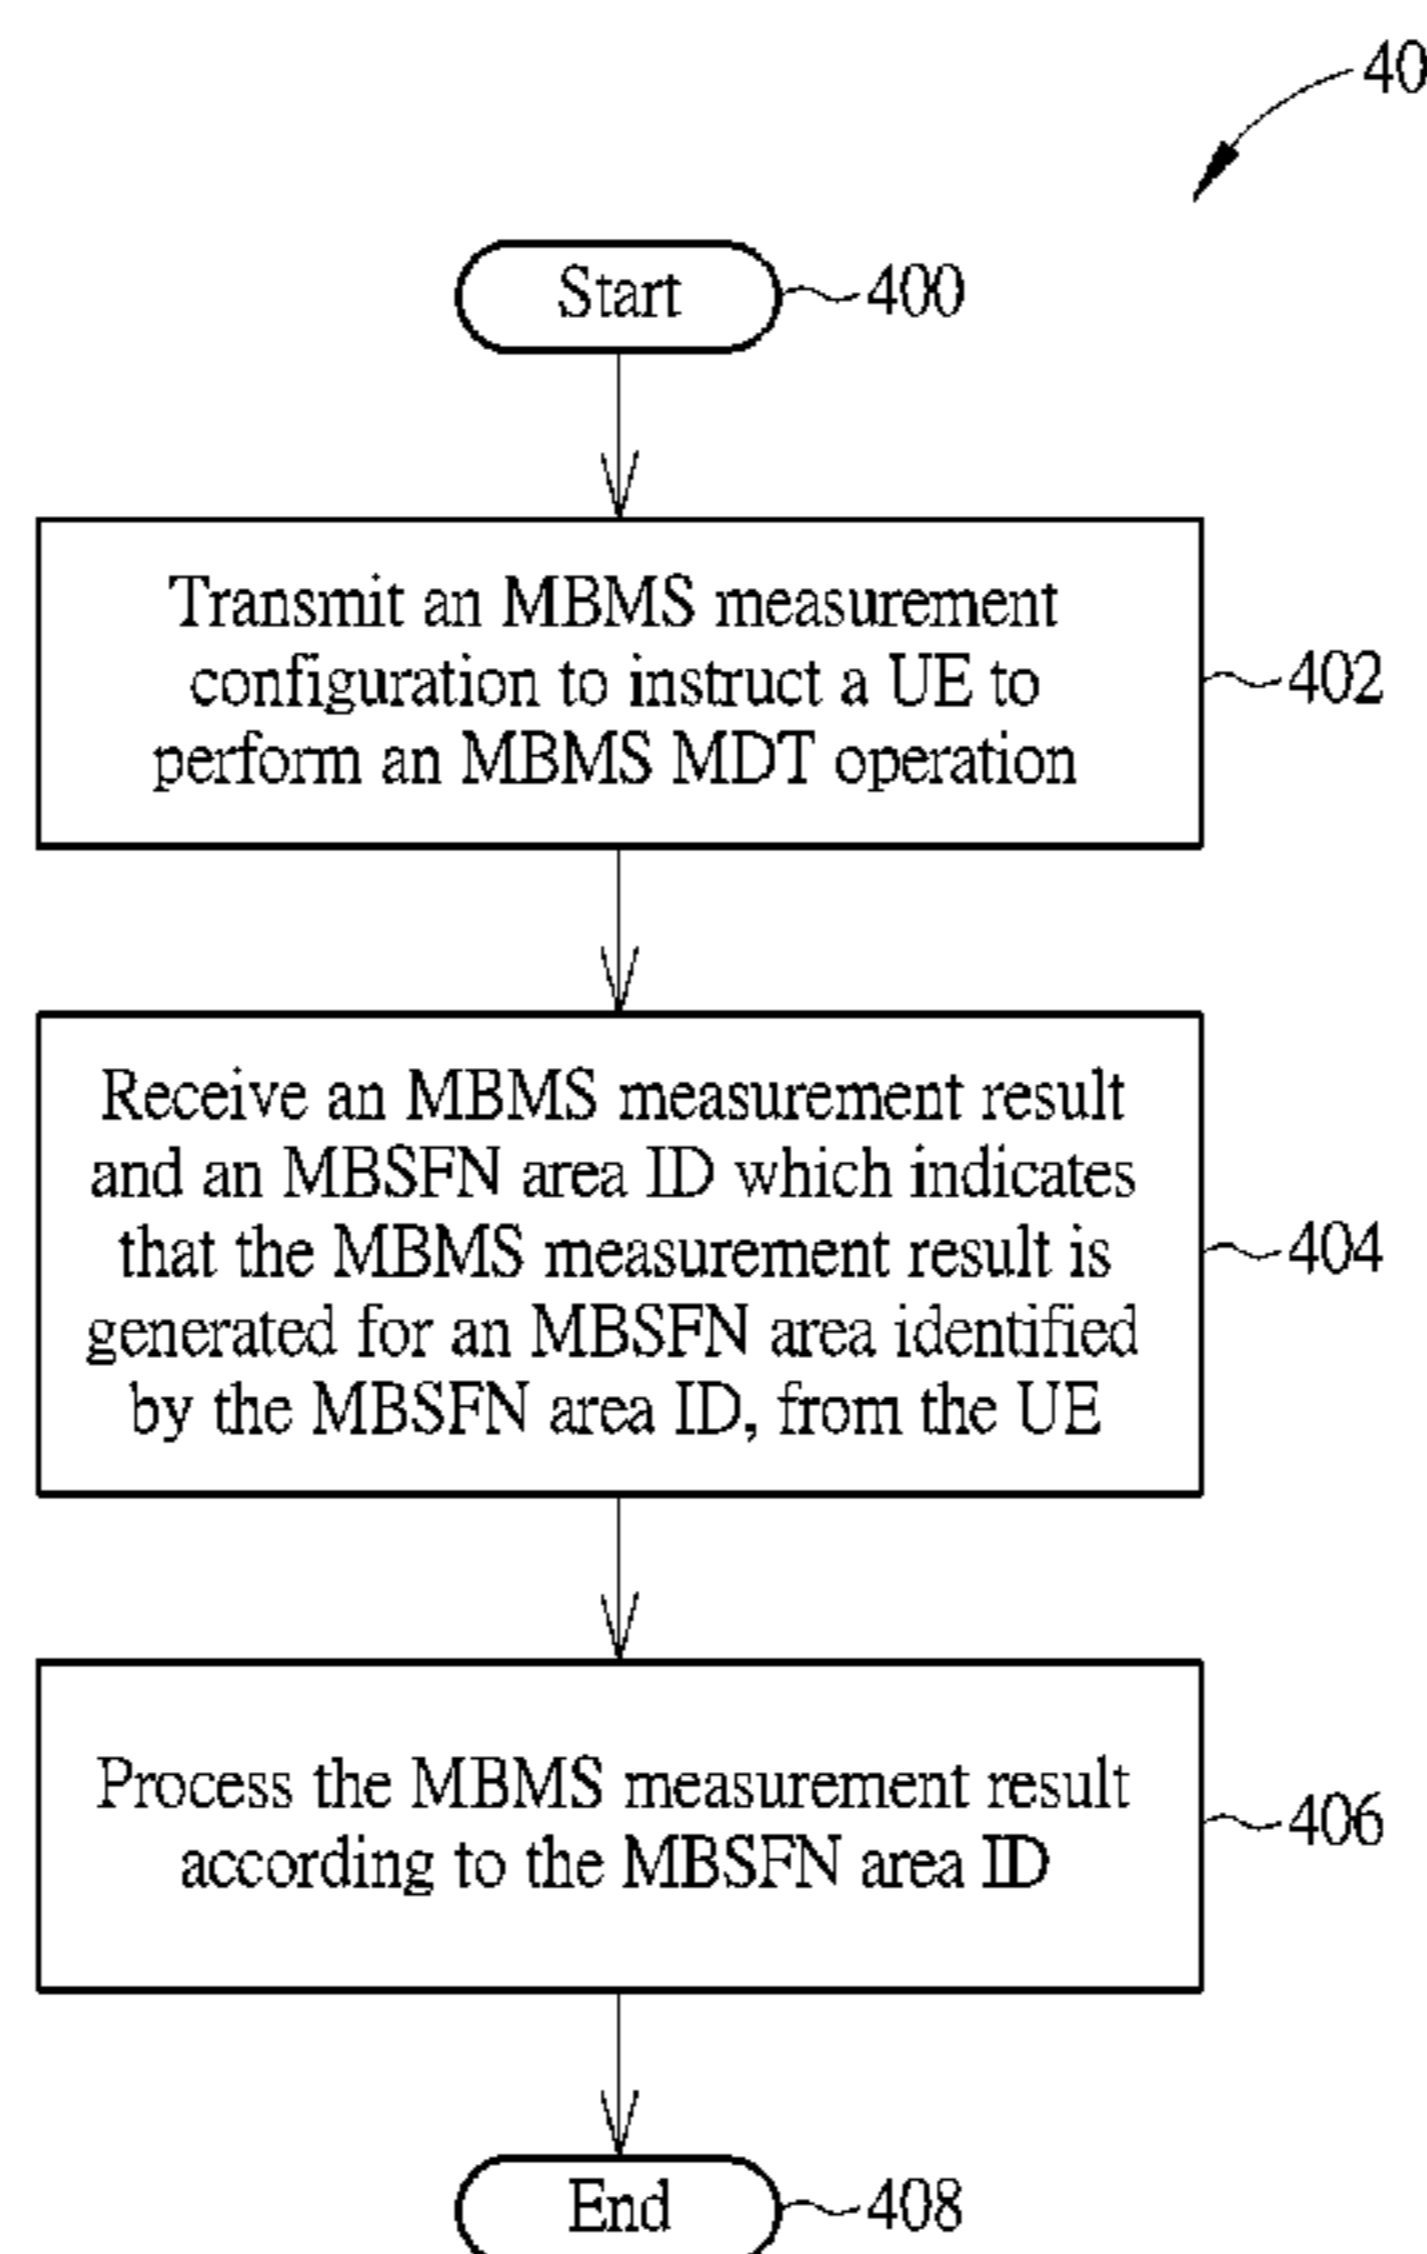 40
Start
400
Transmit an MBMS measurement
configuration to instruct a UE to
perform an MBMS MDT operation
402
Receive an MBMS measurement result
and an MBSFN area ID which indicates
that the MBMS measurement result is
generated for an MBSFN area identified
by the MBSFN area ID, from the UE
404
Process the MBMS measurement result
according to the MBSFN area ID
406
End
408